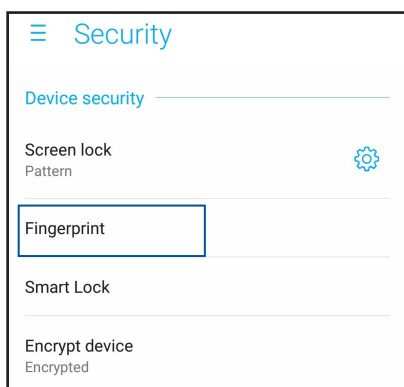 Security
Device security
Screen lock
Pattern
Fingerprint
Smart Lock
Encrypt device
Encrypted